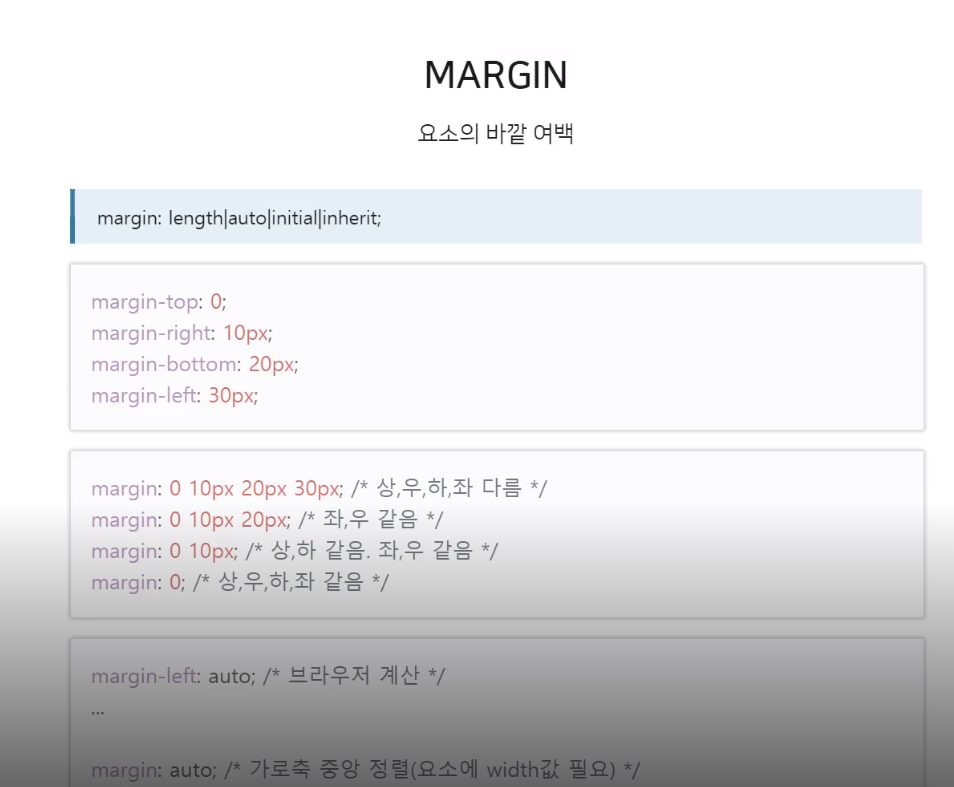 MARGIN
요소의 바깥 여백
margin: length|auto|initial|inherit;
margin-top: 0;
margin-right: 10px;
margin-bottom: 20px;
margin-left: 30px;
margin: 0 10px 20px 30px; /* 상,우,하,좌 다름 */
margin: 0 10px 20px; /* 좌,우 같음 */
margin: 0 10px; /* 상,하 같음. 좌,우 같음 */
margin: 0; /* 상,우,하,좌 같음 */
margin-left: auto; /* 브라우저 계산 */
...
margin: auto; /* 가로축 중앙 정렬(요소에 width값 필요) */